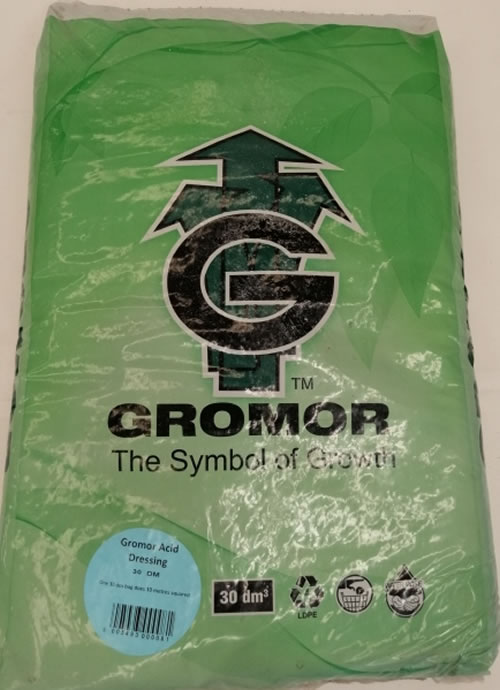 G
TM
GROMOR
The Symbol of Growth
Gromor Acid
Dressing
30 DM
30 dm³
LDPE